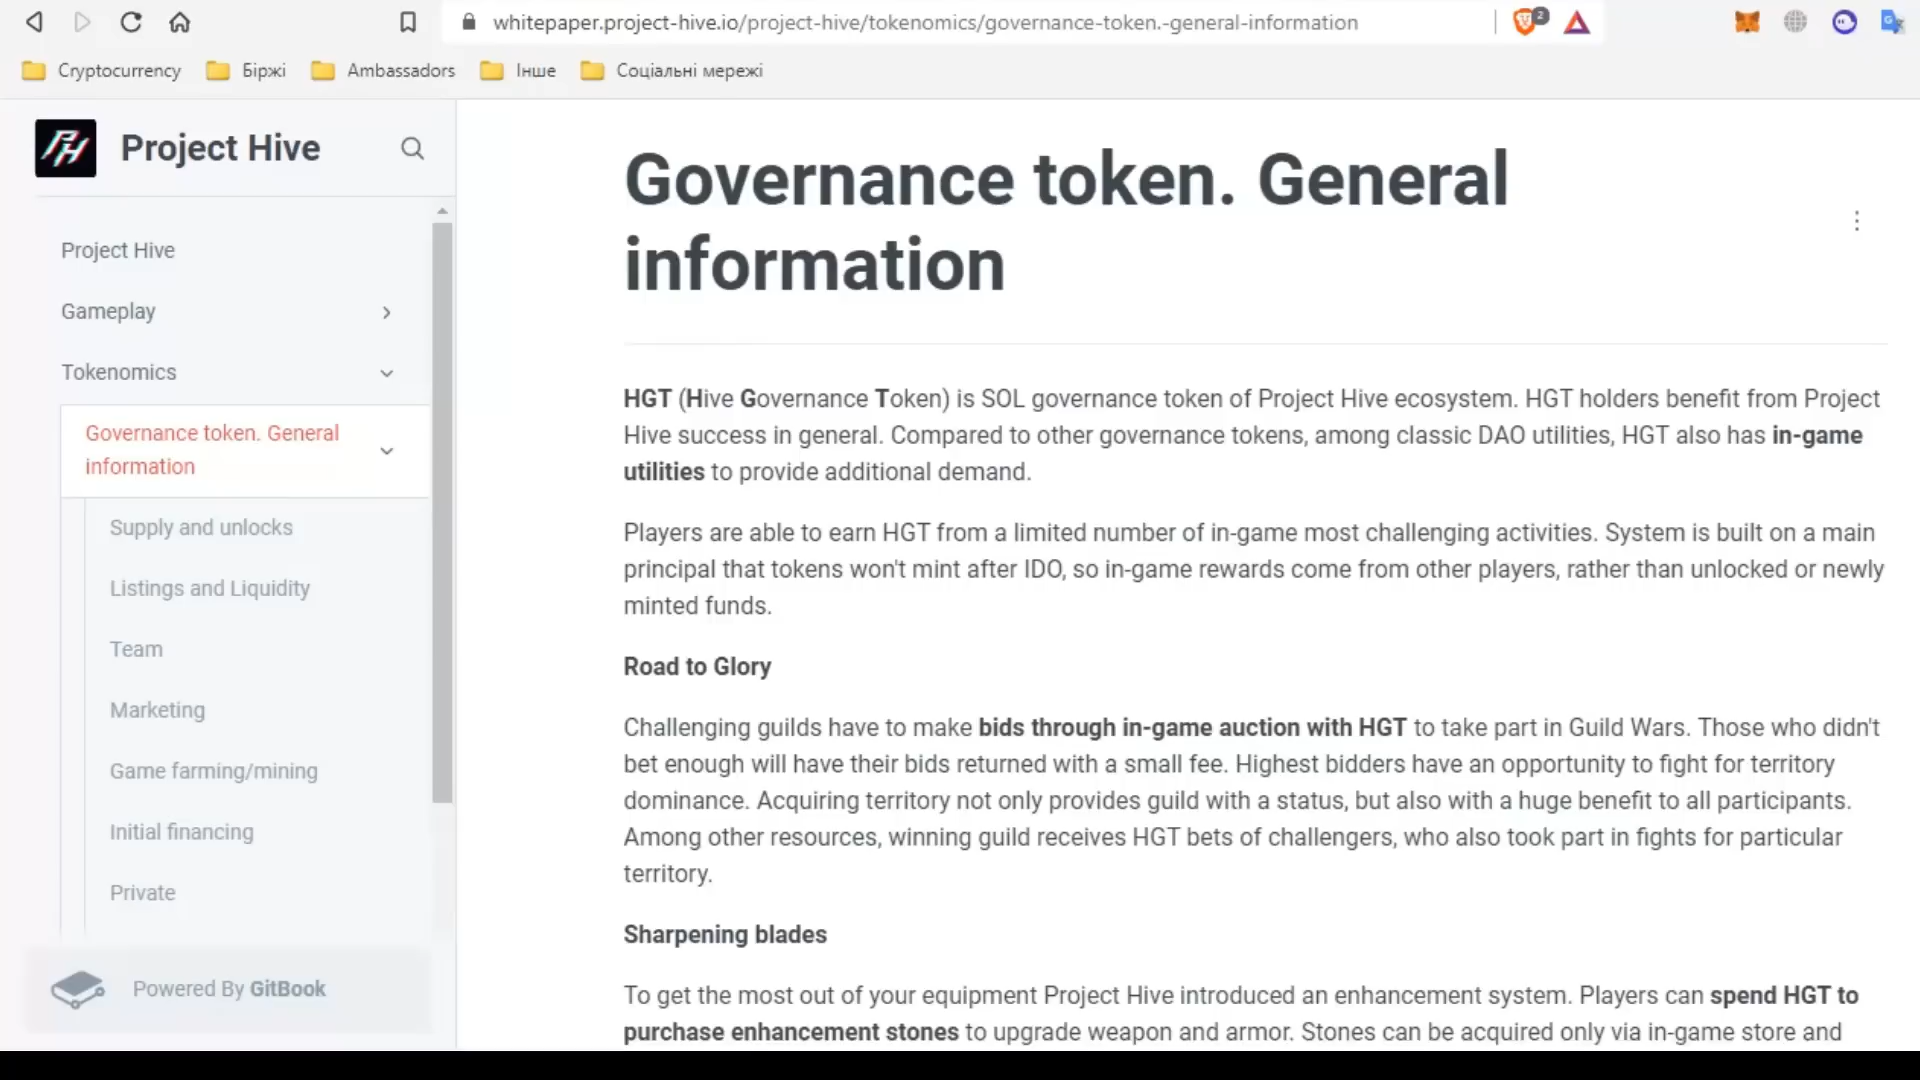 2
whitepaper.project-hive.io/project-hive/tokenomics/governance-token.-general-information
Cryptocurrency
Біржі
Ambassadors
Інше
Соціальні мережі
PH
Project Hive
Project Hive
Gameplay
Tokenomics
Governance token. General
information
Supply and unlocks
Listings and Liquidity
Team
Marketing
Game farming/mining
Initial financing
Private
Powered By GitBook
Governance token. General
information
HGT (Hive Governance Token) is SOL governance token of Project Hive ecosystem. HGT holders benefit from Project
Hive success in general. Compared to other governance tokens, among classic DAO utilities, HGT also has in-game
utilities to provide additional demand.
Players are able to earn HGT from a limited number of in-game most challenging activities. System is built on a main
principal that tokens won't mint after IDO, so in-game rewards come from other players, rather than unlocked or newly
minted funds.
Road to Glory
Challenging guilds have to make bids through in-game auction with HGT to take part in Guild Wars. Those who didn't
bet enough will have their bids returned with a small fee. Highest bidders have an opportunity to fight for territory
dominance. Acquiring territory not only provides guild with a status, but also with a huge benefit to all participants.
Among other resources, winning guild receives HGT bets of challengers, who also took part in fights for particular
territory.
Sharpening blades
To get the most out of your equipment Project Hive introduced an enhancement system. Players can spend HGT to
purchase enhancement stones to upgrade weapon and armor. Stones can be acquired only via in-game store and